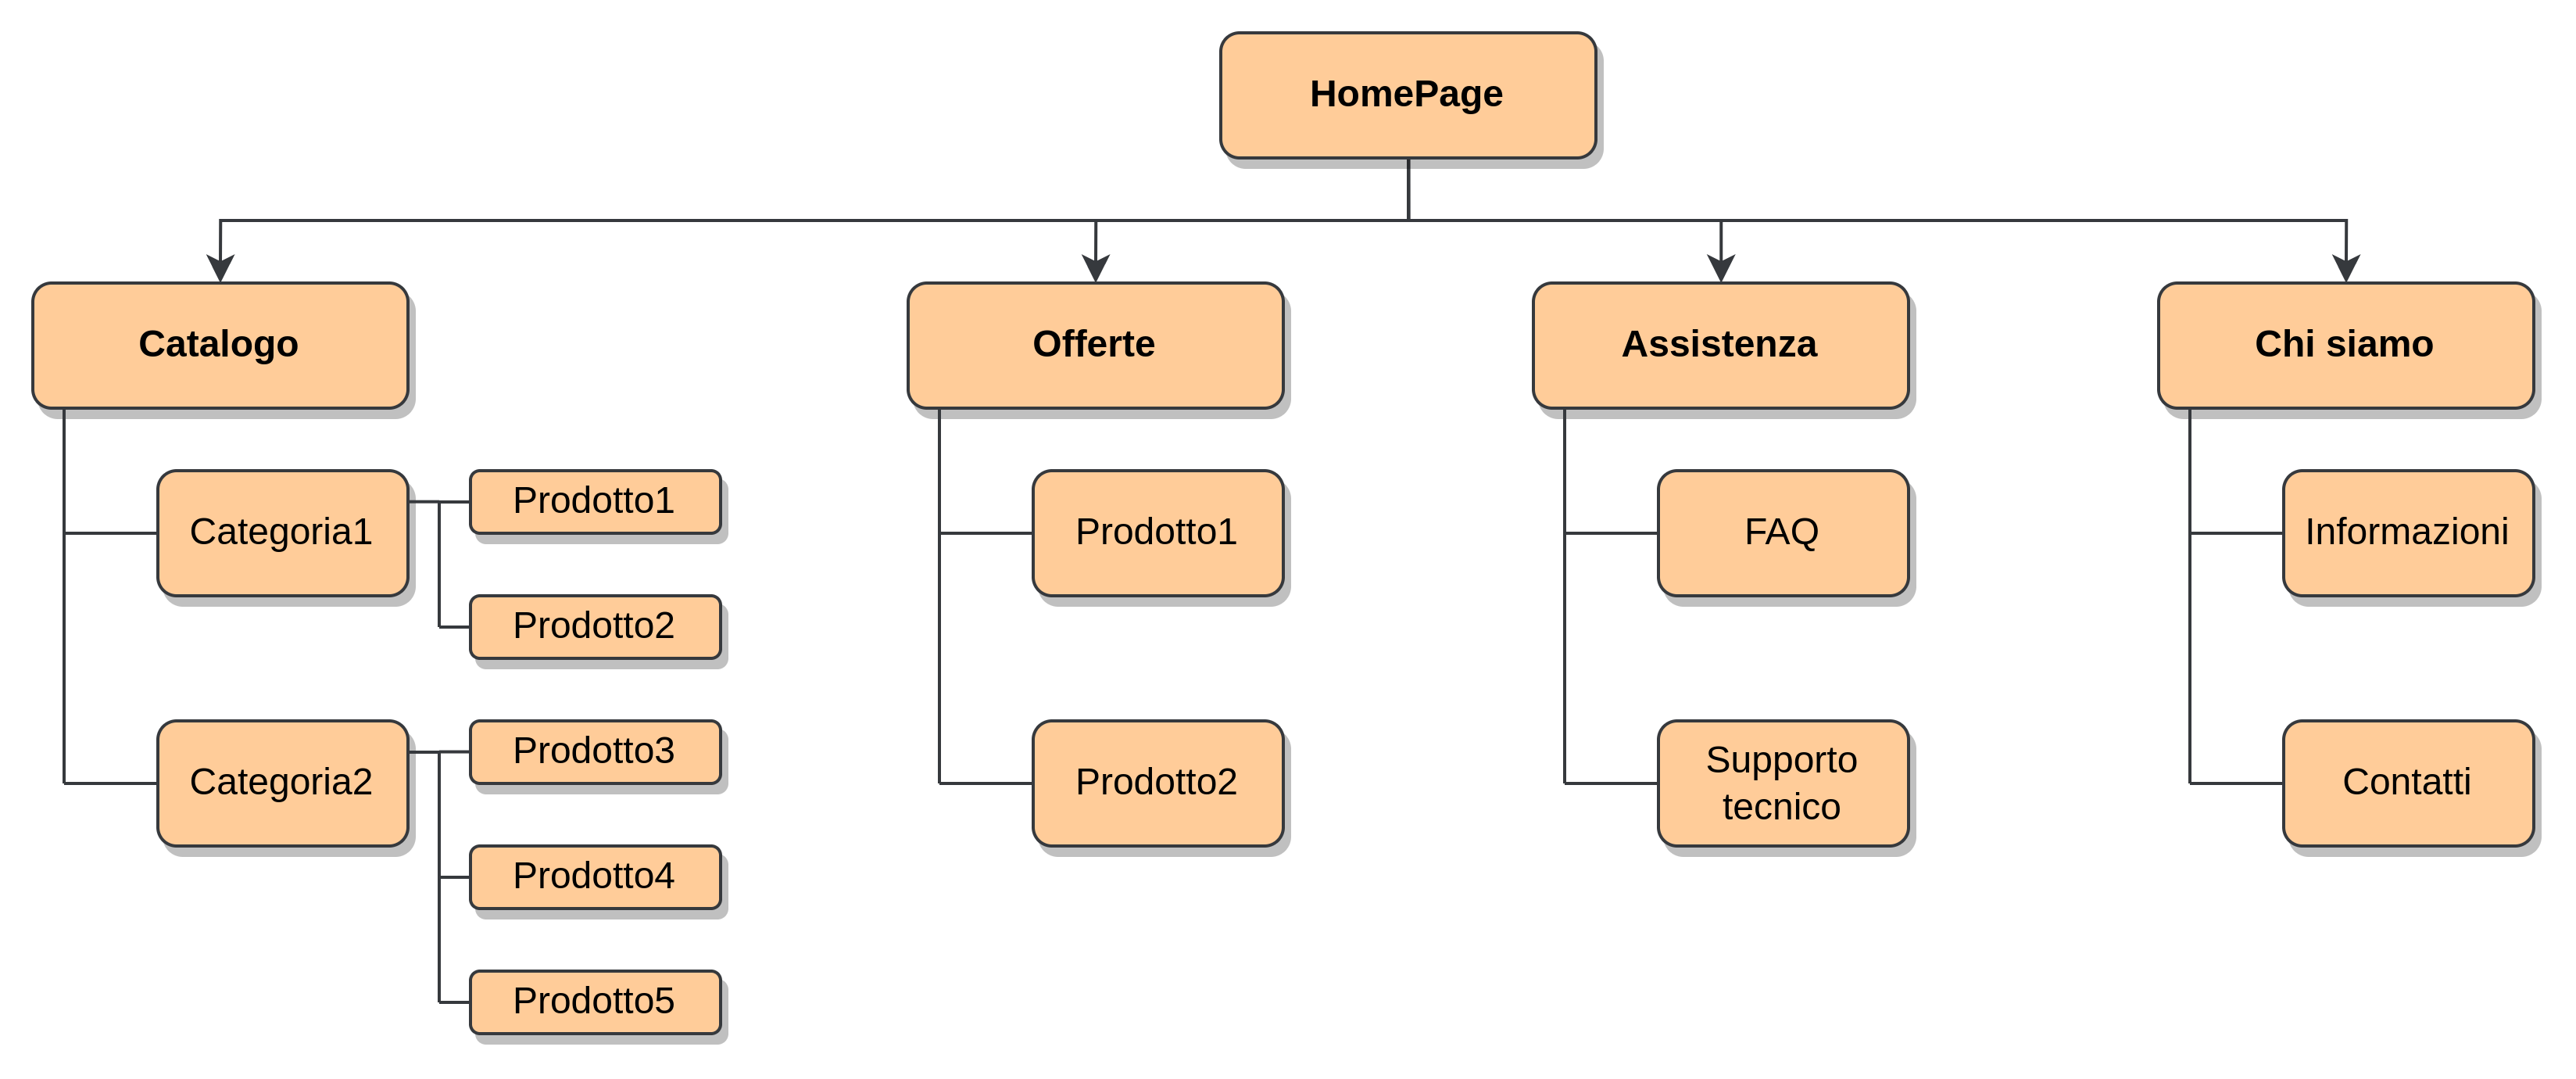 HomePage
Catalogo
Offerte
Assistenza
Chi siamo
Categoria1
Prodotto1
Prodotto2
Categoria2
Prodotto3
Prodotto4
Prodotto5
Prodotto1
Prodotto2
FAQ
Supporto
tecnico
Informazioni
Contatti